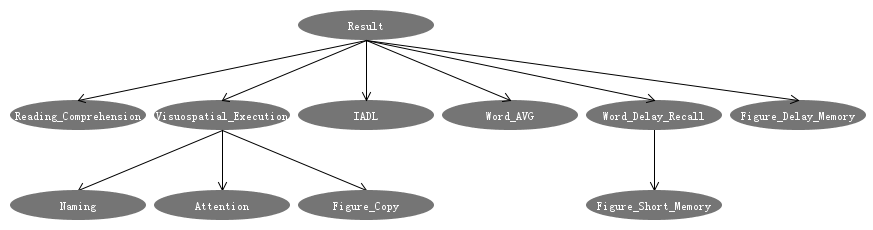 Result
Reading_Comprehension
Visuospatial_Execution
IADL
Word_AVG
Word_Delay_Recall
Figure_Delay_Memory
Naming
Attention
Figure_Copy
Figure_Short_Memory